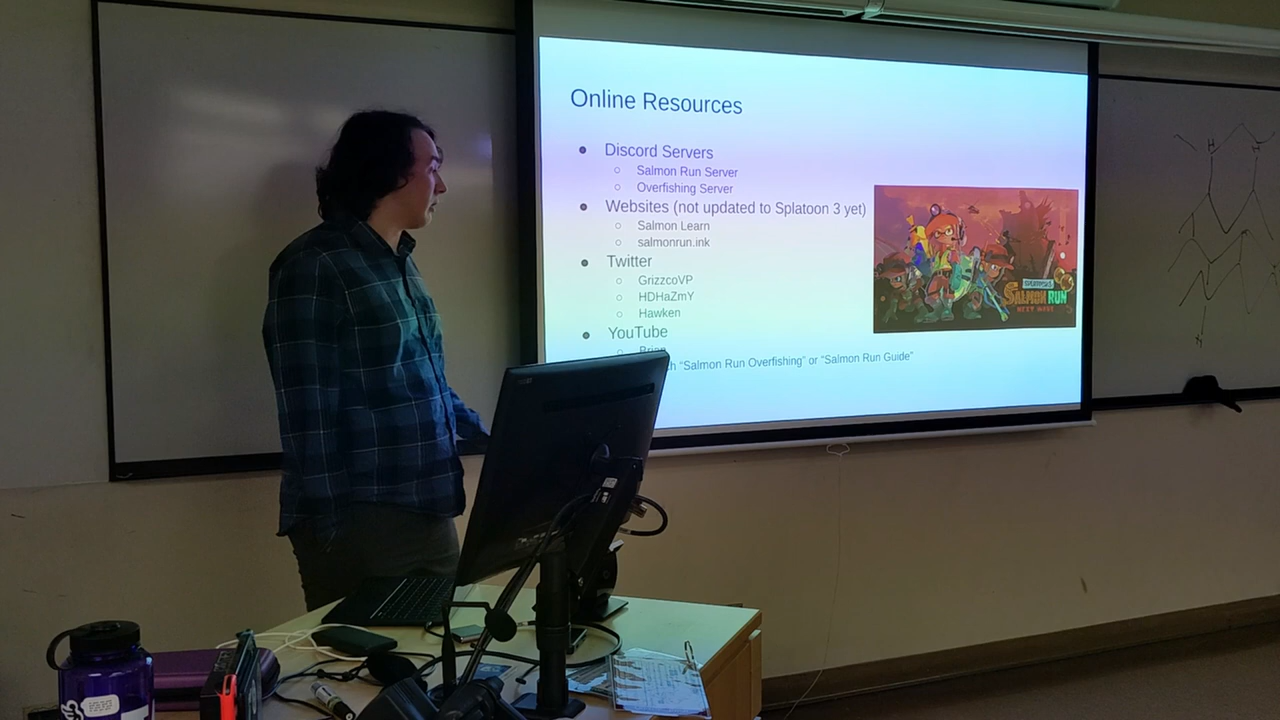 Online Resources
Discord Servers
Salmon Run Server
Overfishing Server
Websites (not updated to Splatoon 3 yet)
Salmon Learn
salmonrun.ink
Twitter
GrizzcoVP
HDHaZmY
Hawken
YouTube
Brian
"Salmon Run Overfishing" or "Salmon Run Guide"
SALMON RUN
NEXT WAVE
H
H
H